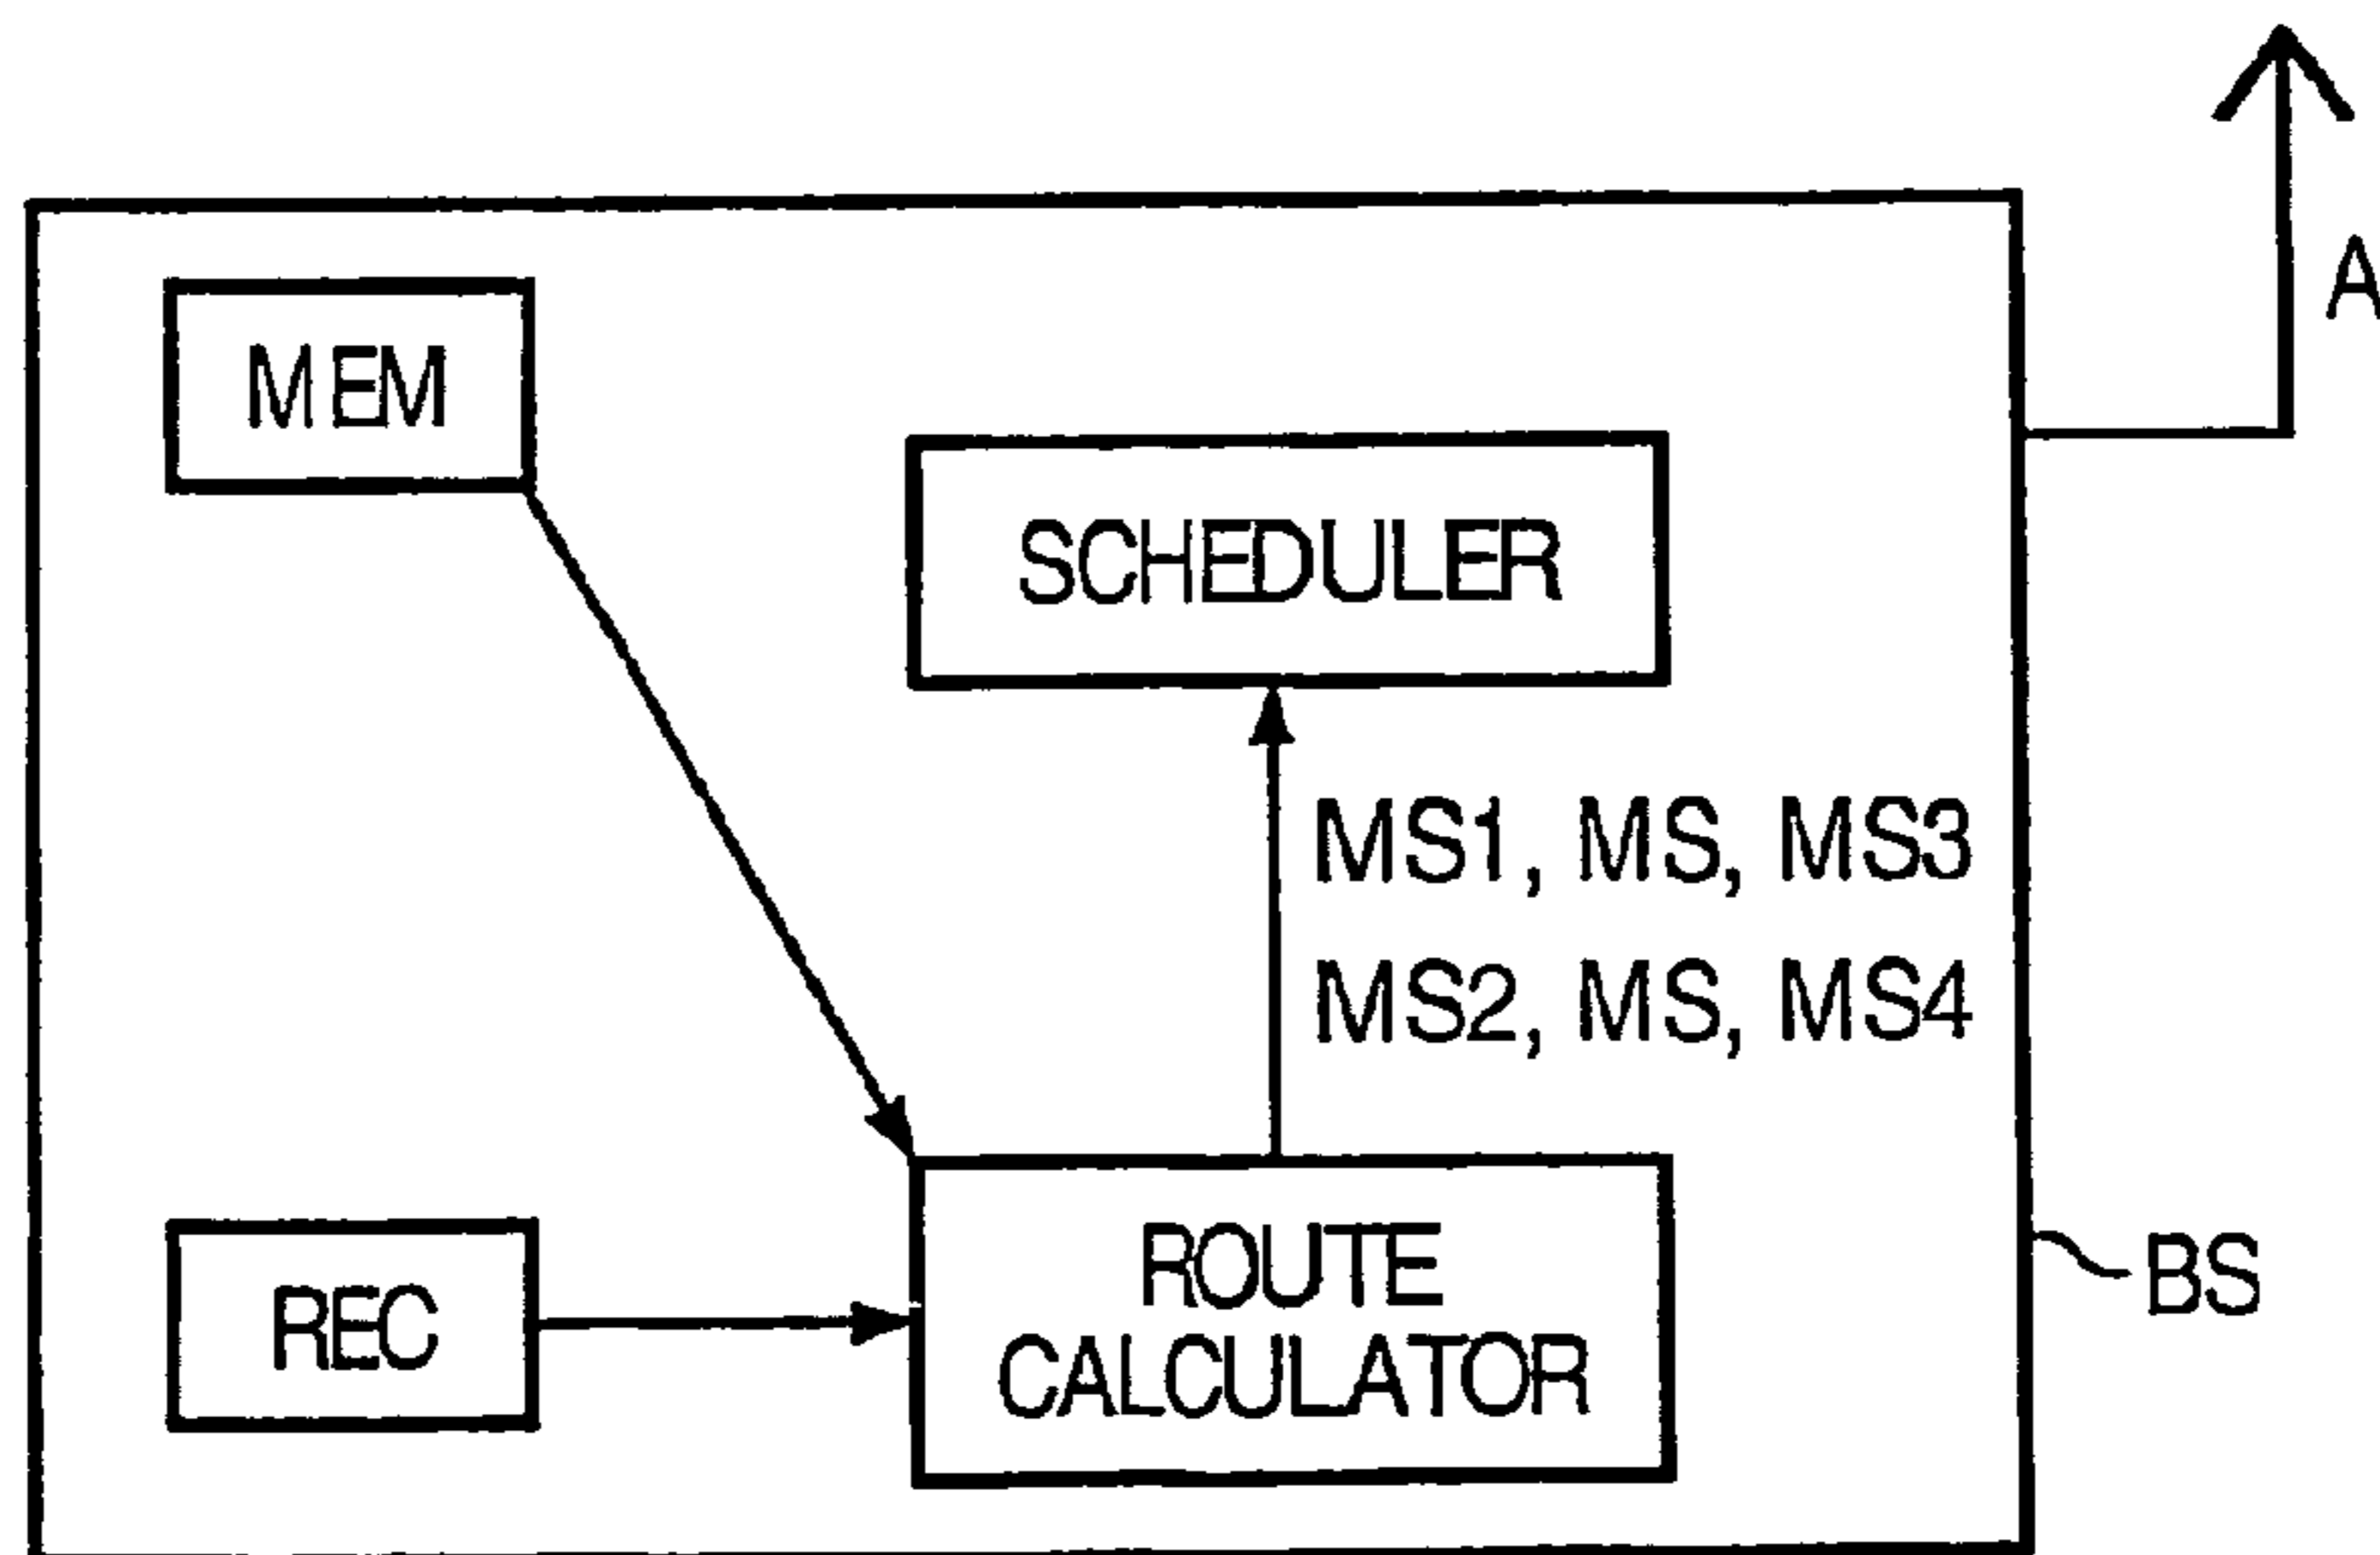 A
MEM
SCHEDULER
MS1, MS, MS3
MS2, MS, MS4
REC
ROUTE
CALCULATOR
BS